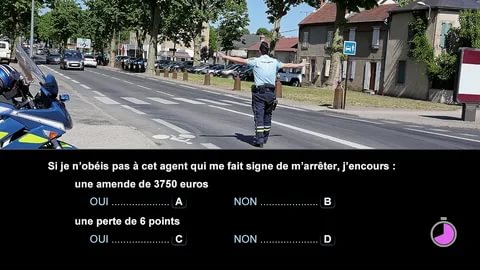 Si je n'obéis pas à cet agent qui me fait signe de m'arrêter, j'encours :
une amende de 3750 euros
OUI .................. A NON .................... B
une perte de 6 points
OUI .................. C NON .................... D